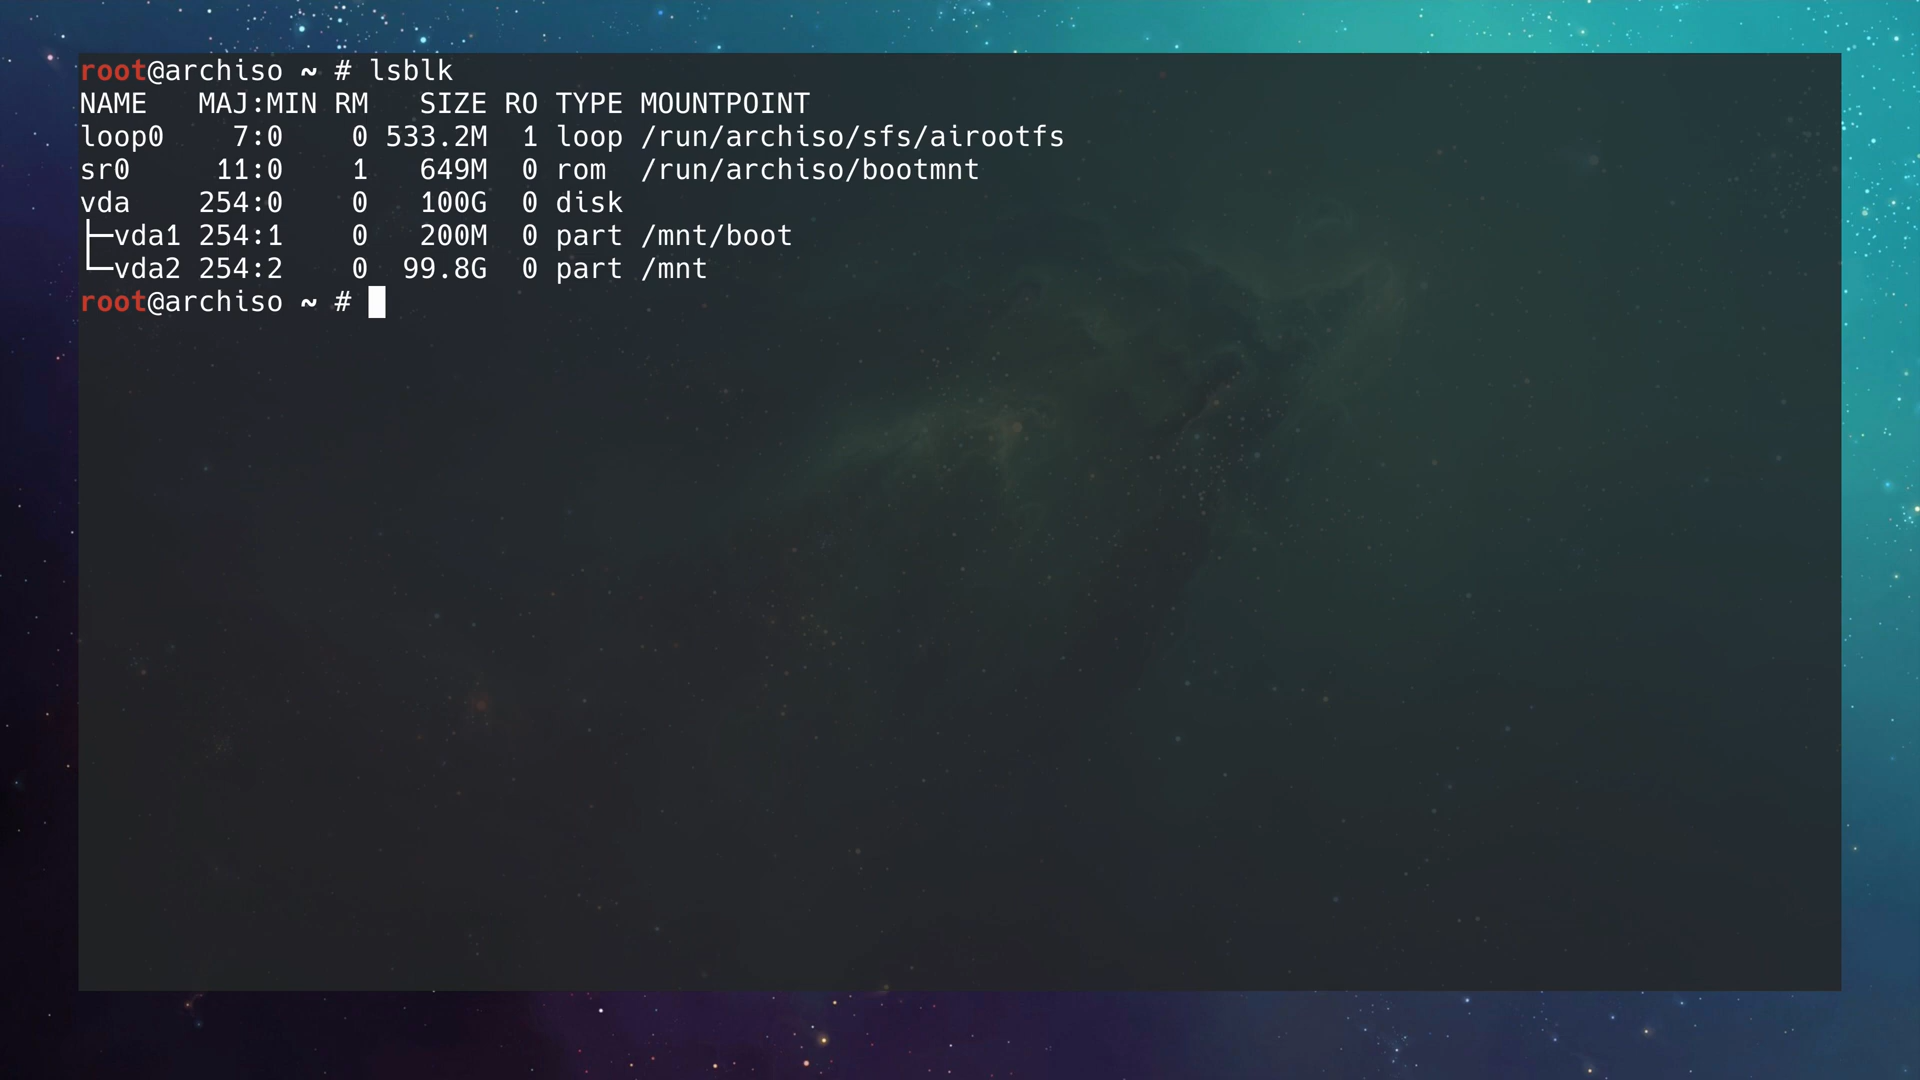 root@archiso ~ # lsblk
NAME   MAJ:MIN RM   SIZE RO TYPE MOUNTPOINT
loop0    7:0    0 533.2M  1 loop /run/archiso/sfs/airootfs
sr0     11:0    1   649M  0 rom  /run/archiso/bootmnt
vda    254:0    0   100G  0 disk
├─vda1 254:1    0   200M  0 part /mnt/boot
└─vda2 254:2    0  99.8G  0 part /mnt
root@archiso ~ #